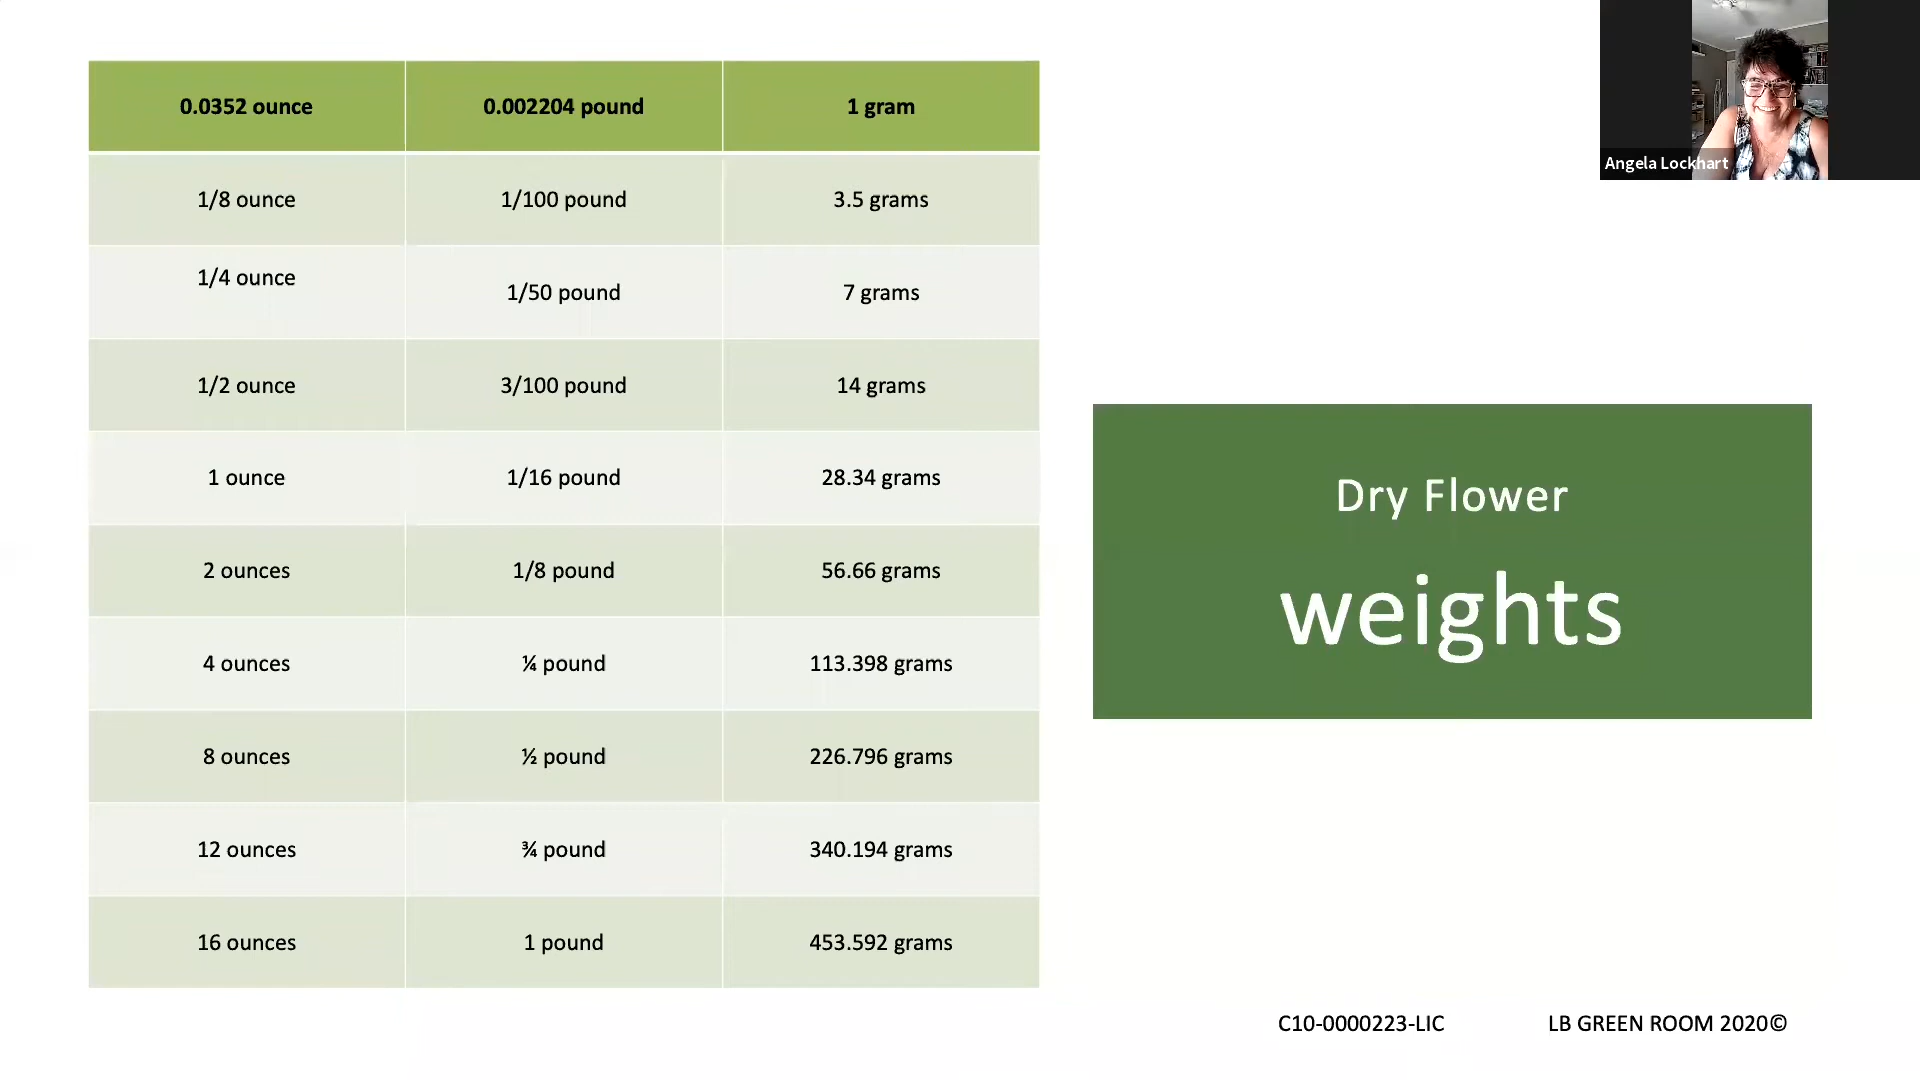 0.0352 ounce 0.002204 pound 1 gram
1/8 ounce 1/100 pound 3.5 grams
1/4 ounce 1/50 pound 7 grams
1/2 ounce 3/100 pound 14 grams
1 ounce 1/16 pound 28.34 grams
2 ounces 1/8 pound 56.66 grams
4 ounces ¼ pound 113.398 grams
8 ounces ½ pound 226.796 grams
12 ounces ¾ pound 340.194 grams
16 ounces 1 pound 453.592 grams
Angela Lockhart
Dry Flower
weights
C10-0000223-LIC LB GREEN ROOM 2020©